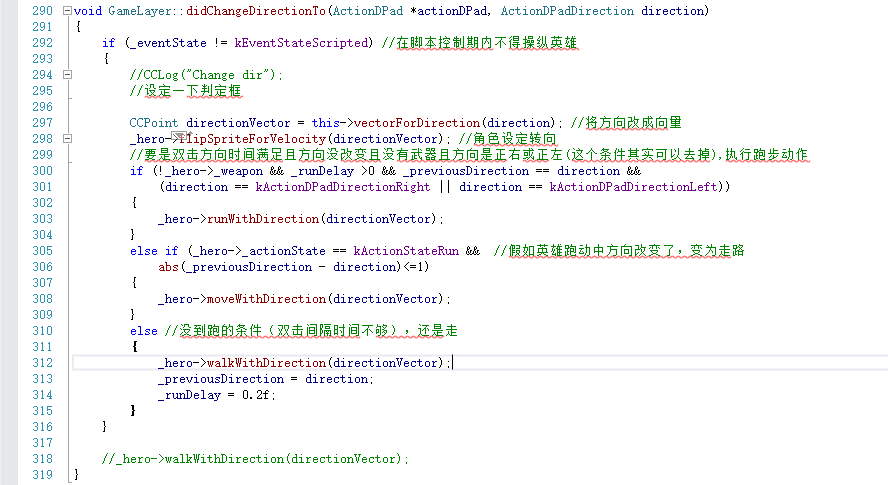 290 void GameLayer::didChangeDirectionTo(ActionDPad *actionDPad, ActionDPadDirection direction)
291 {
292 if (_eventState != kEventStateScripted) //在脚本控制期内不得操纵英雄
293 {
294 //CCLog("Change dir");
295 //设定一下判定框
296
297 CCPoint directionVector = this->vectorForDirection(direction); //将方向改成向量
298 _hero->flipSpriteForVelocity(directionVector); //角色设定转向
299 //要是双击方向时间满足且方向没改变且没有武器且方向是正右或正左(这个条件其实可以去掽),执行跑步动作
300 if (!_hero->_weapon && _runDelay >0 && _previousDirection == direction &&
301 (direction == kActionDPadDirectionRight || direction == kActionDPadDirectionLeft))
302 {
303 _hero->runWithDirection(directionVector);
304 }
305 else if (_hero->_actionState == kActionStateRun && //假如英雄跑动中方向改变了，变为走路
306 abs(_previousDirection - direction)<=1)
307 {
308 _hero->moveWithDirection(directionVector);
309 }
310 else //没到跑的条件（双击间隔时间不够），还是走
311 {
312 _hero->walkWithDirection(directionVector);
313 _previousDirection = direction;
314 _runDelay = 0.2f;
315 }
316 }
317
318 //_hero->walkWithDirection(directionVector);
319 }